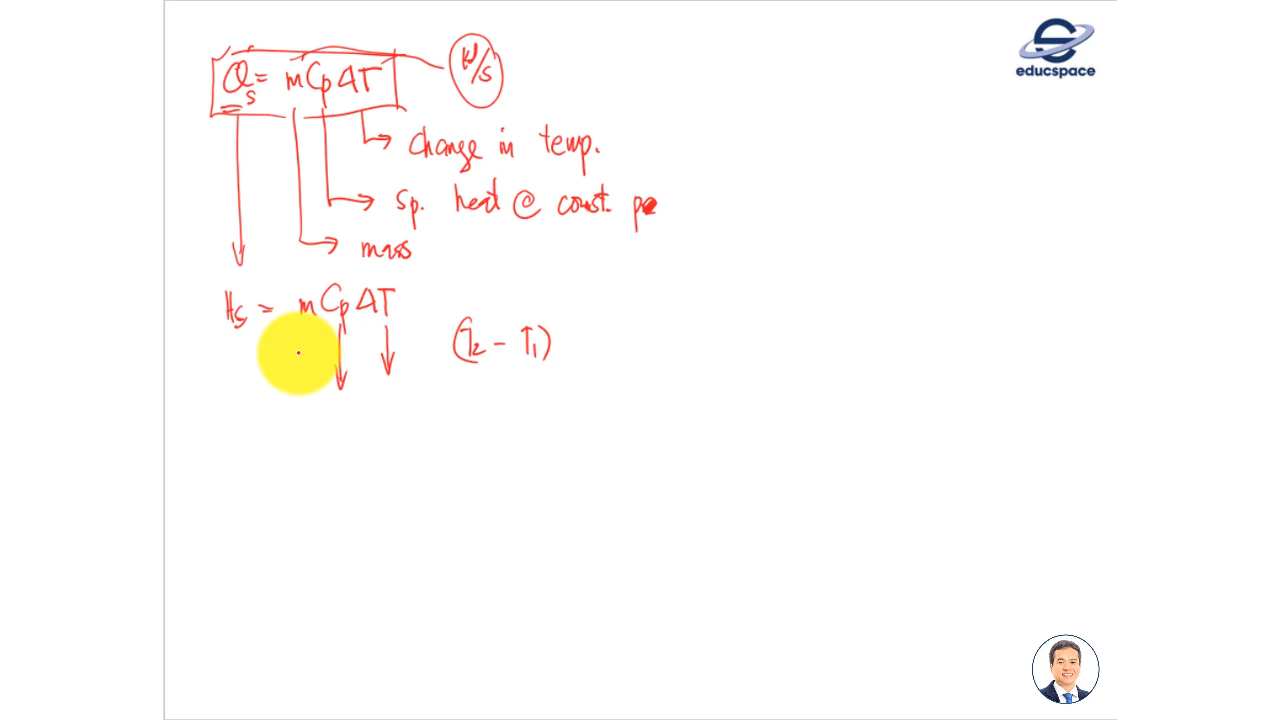 Qs = mCpΔT
kJ/s
educspace
change in temp.
sp. heat @ const. p
mass
Hs = mCpΔT
(T2 - T1)